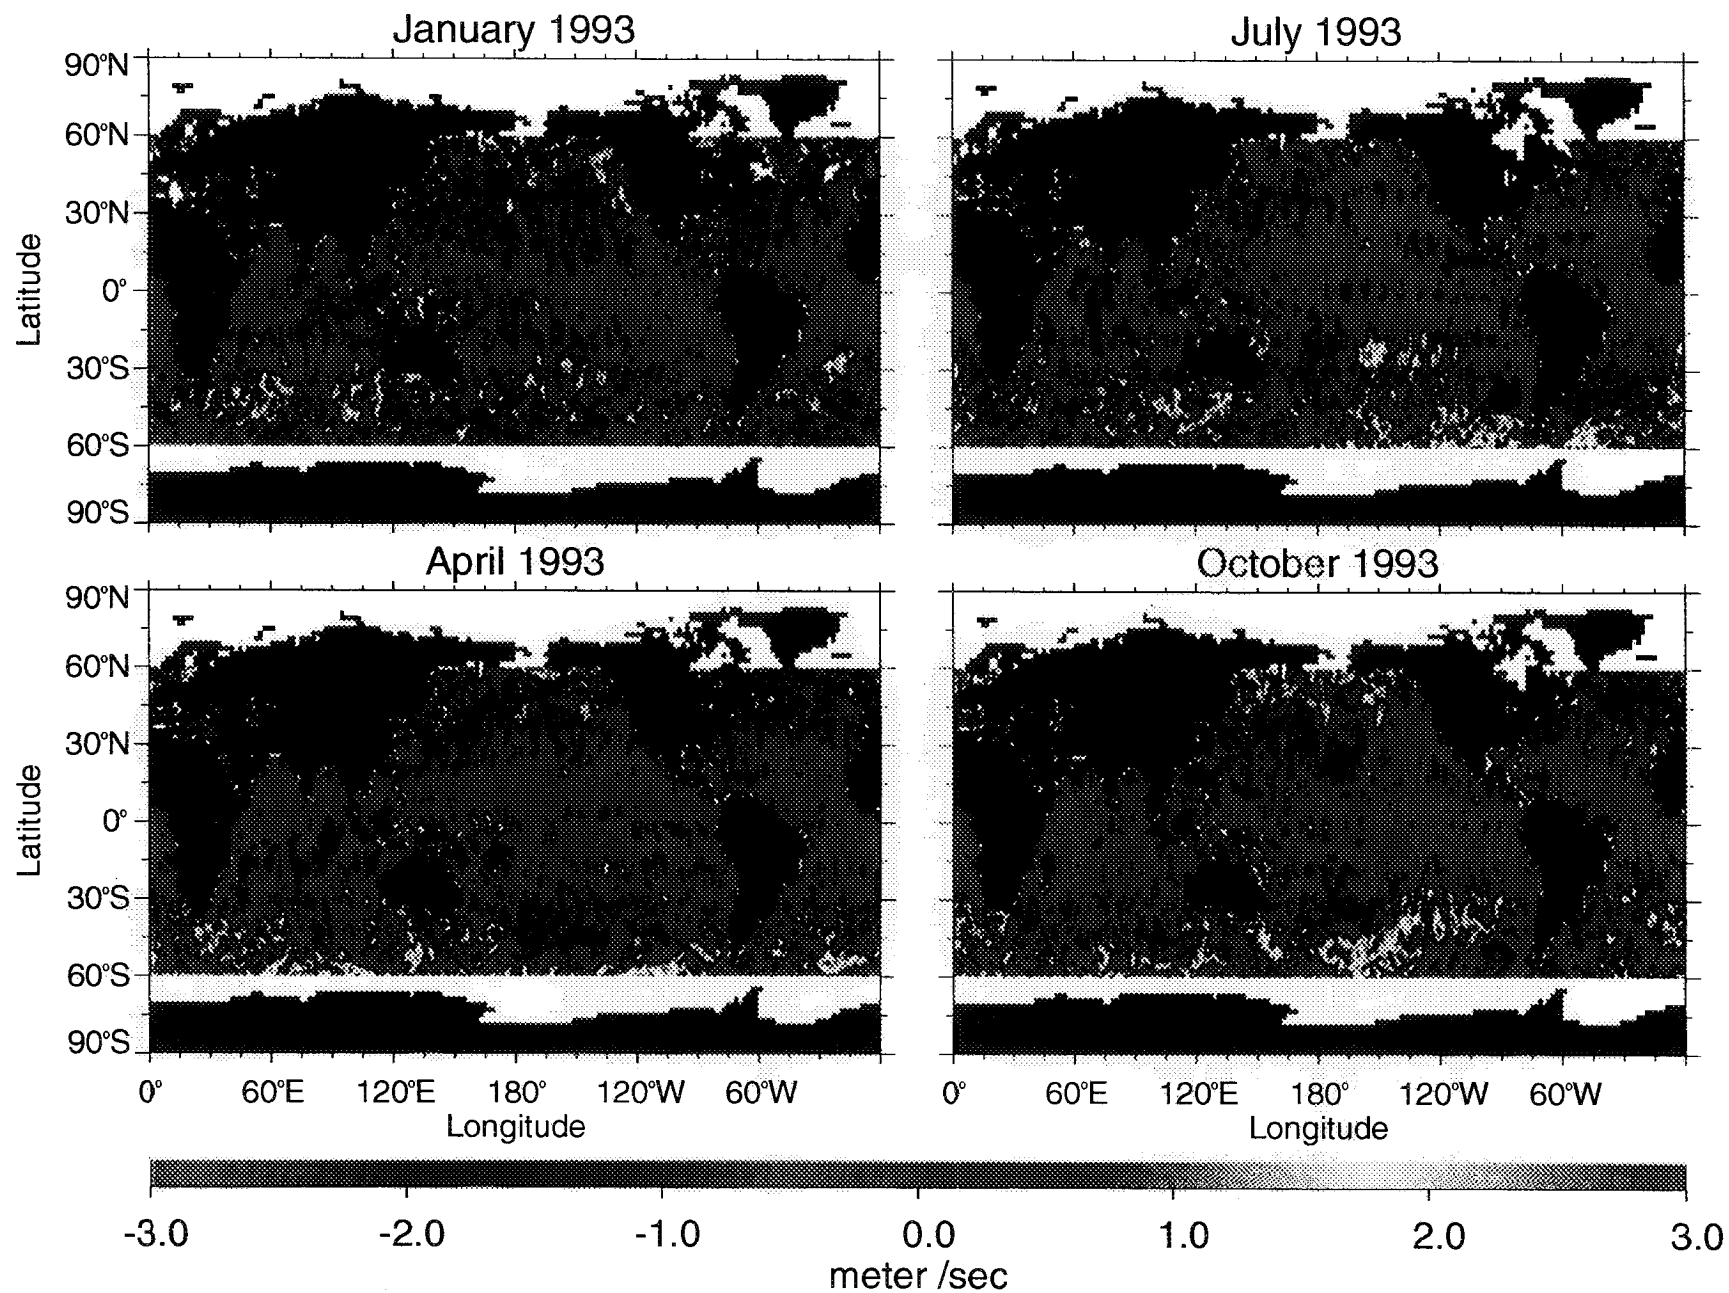 January 1993
July 1993
90°N
60°N
30°N
0°
30°S
60°S
90°S
Latitude
April 1993
October 1993
90°N
60°N
30°N
0°
30°S
60°S
90°S
Latitude
0° 60°E 120°E 180° 120°W 60°W
Longitude
0° 60°E 120°E 180° 120°W 60°W
Longitude
-3.0 -2.0 -1.0 0.0 1.0 2.0 3.0
meter /sec